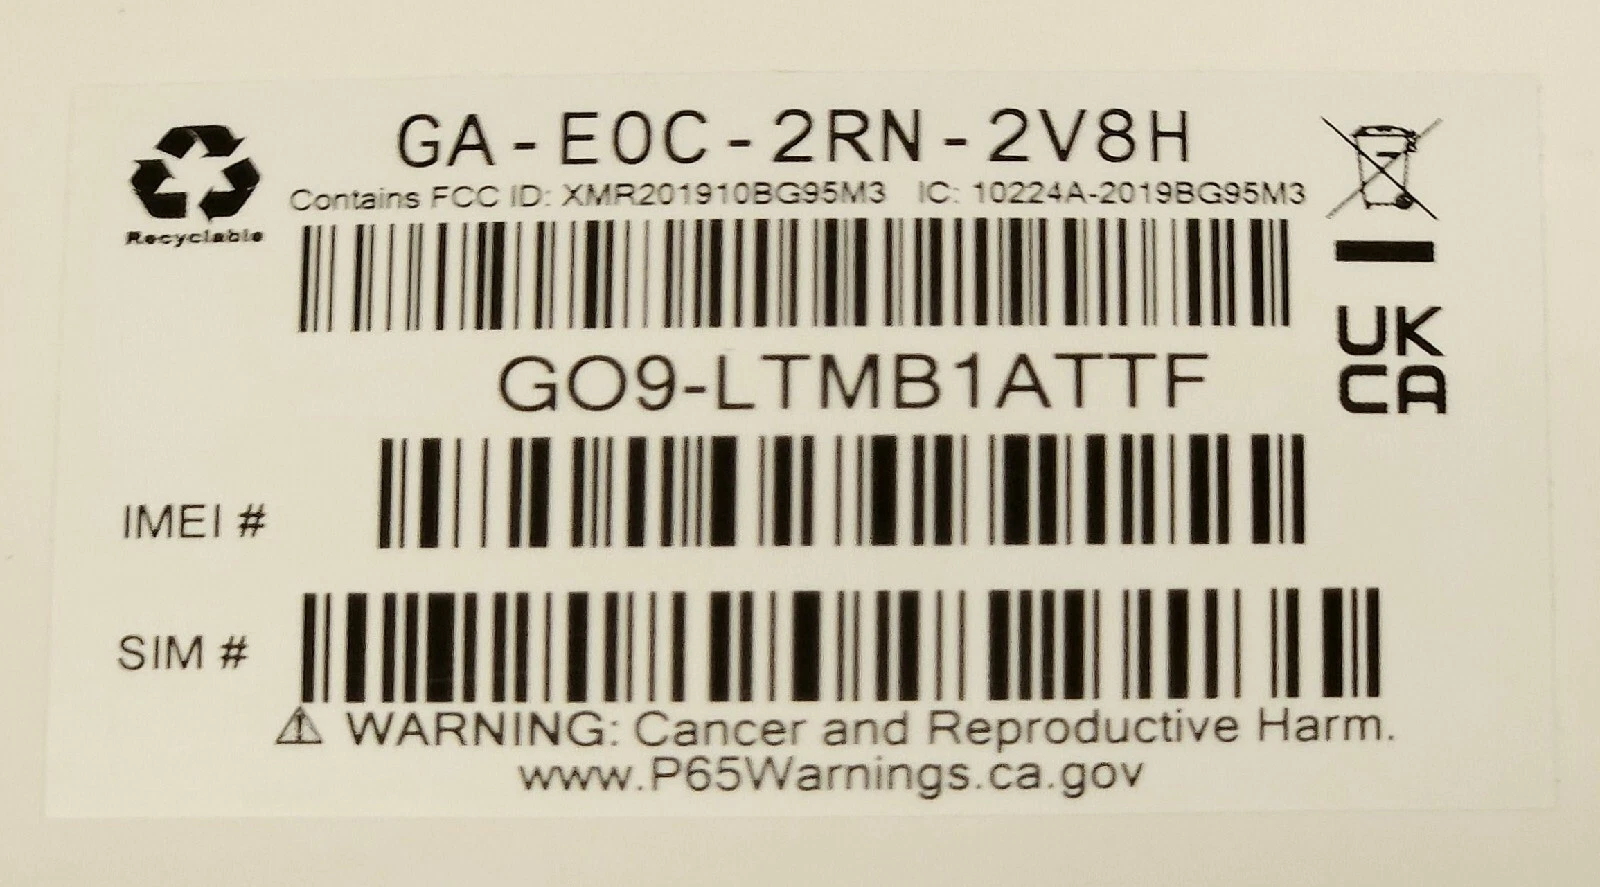 GA-E0C-2RN-2V8H
Contains FCC ID: XMR201910BG95M3 IC: 10224A-2019BG95M3
Recyclable
GO9-LTMB1ATTF
UK
CA
IMEI #
SIM #
⚠ WARNING: Cancer and Reproductive Harm.
www.P65Warnings.ca.gov